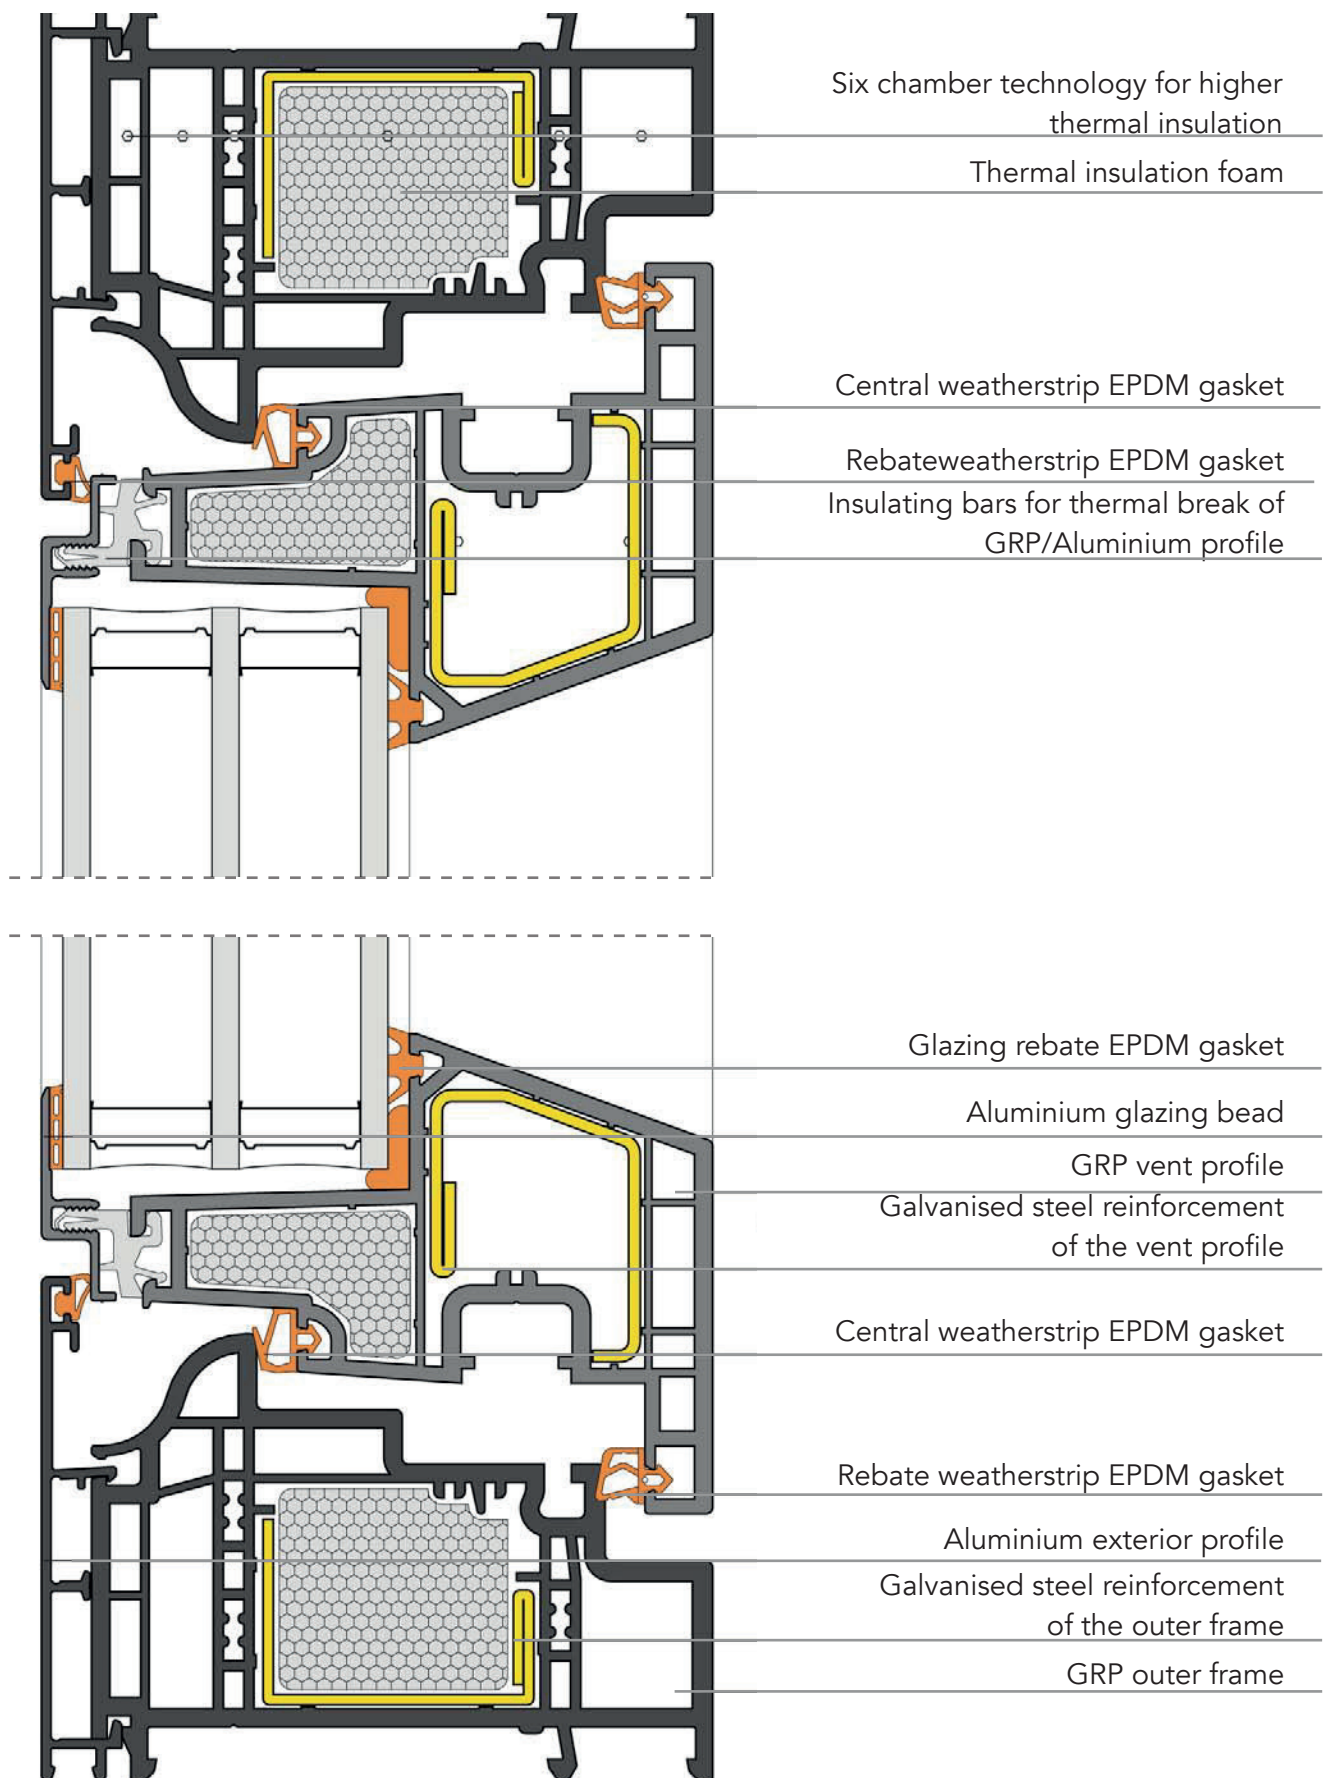 Six chamber technology for higher
thermal insulation
Thermal insulation foam
Central weatherstrip EPDM gasket
Rebateweatherstrip EPDM gasket
Insulating bars for thermal break of
GRP/Aluminium profile
Glazing rebate EPDM gasket
Aluminium glazing bead
GRP vent profile
Galvanised steel reinforcement
of the vent profile
Central weatherstrip EPDM gasket
Rebate weatherstrip EPDM gasket
Aluminium exterior profile
Galvanised steel reinforcement
of the outer frame
GRP outer frame